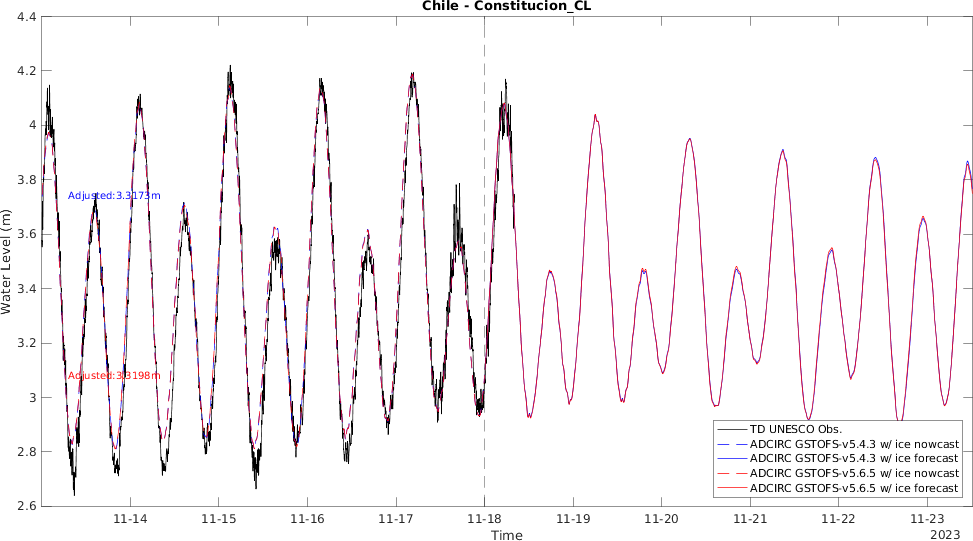 Chile - Constitucion_CL
4.4
4.2
4
3.8
3.6
3.4
3.2
3
2.8
2.6
Water Level (m)
Adjusted:3.3173m
Adjusted:3.3198m
TD UNESCO Obs.
ADCIRC GSTOFS-v5.4.3 w/ ice nowcast
ADCIRC GSTOFS-v5.4.3 w/ ice forecast
ADCIRC GSTOFS-v5.6.5 w/ ice nowcast
ADCIRC GSTOFS-v5.6.5 w/ ice forecast
11-14 11-15 11-16 11-17 11-18 11-19 11-20 11-21 11-22 11-23
Time
2023